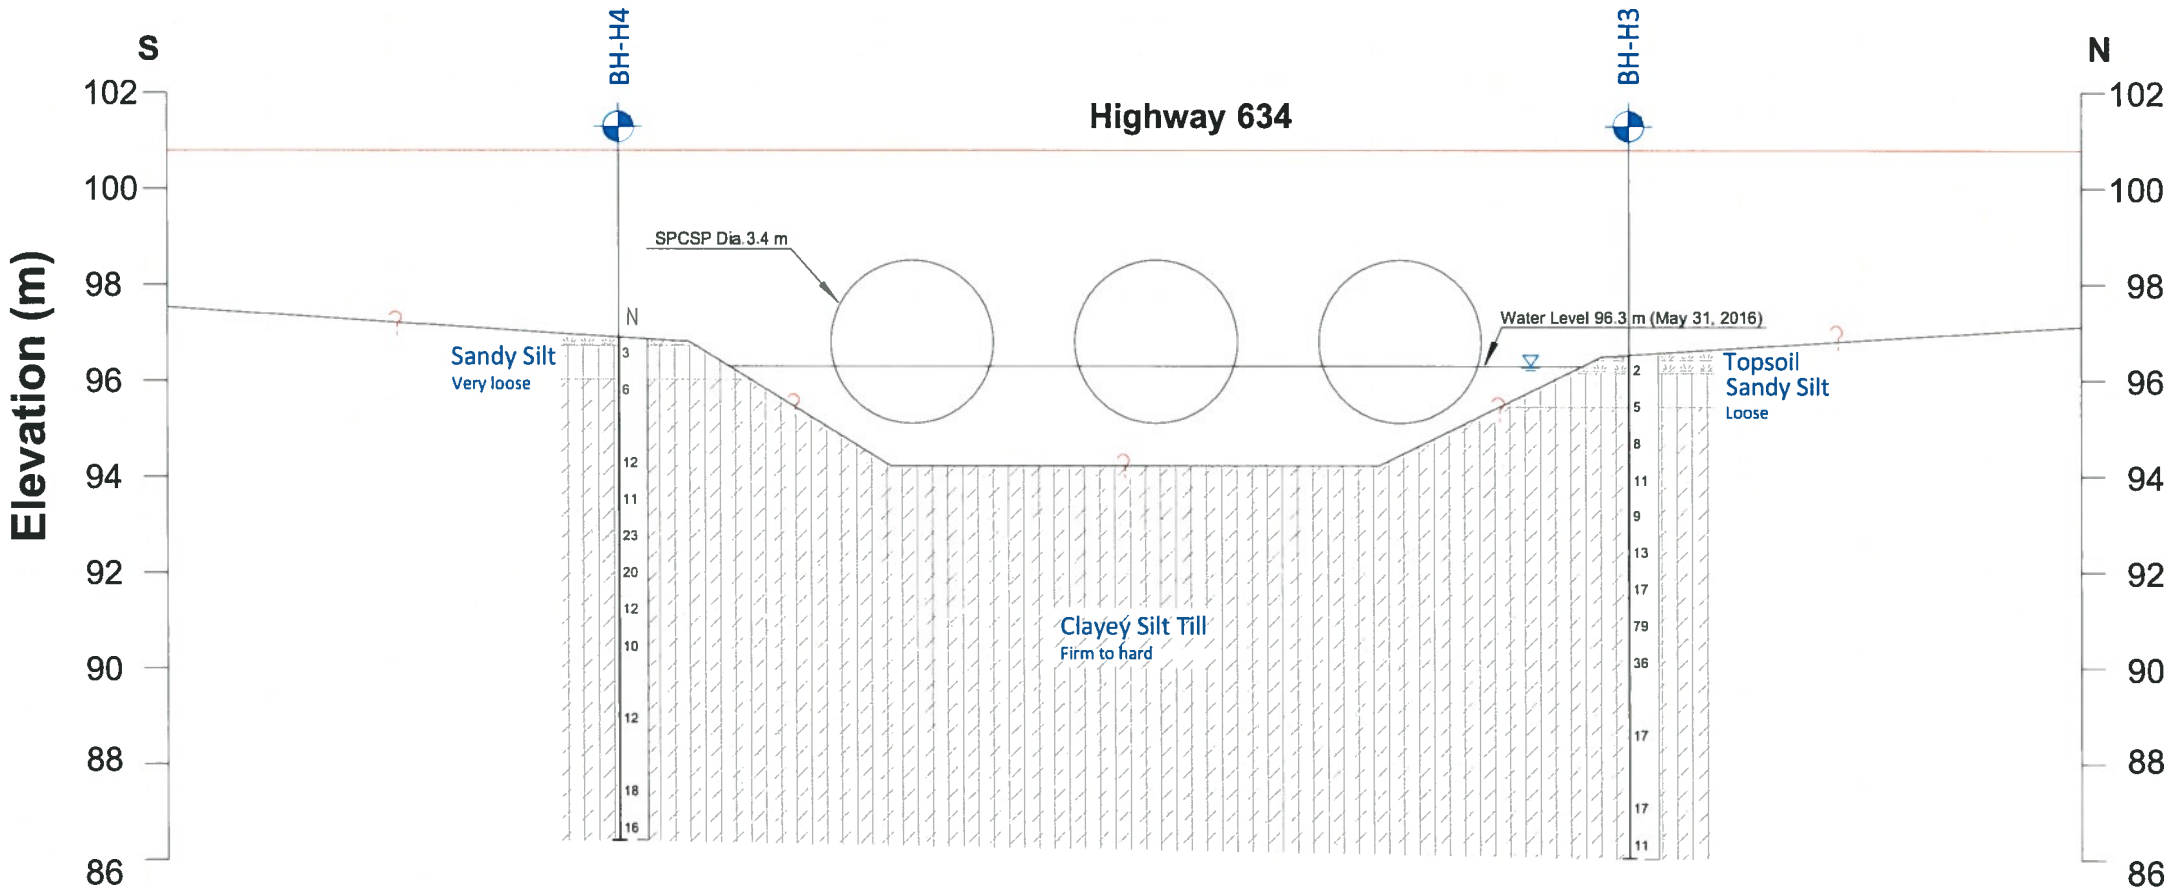 S
BH-H4
BH-H3
N
102
Highway 634
102
100
100
SPCSP Dia.3.4 m
98
98
N
Water Level 96.3 m (May 31, 2016)
?
?
Sandy Silt
Very loose
3
Topsoil
Sandy Silt
Loose
2
96
96
6
?
?
5
8
12
?
94
94
11
11
9
23
13
92
92
20
17
12
Clayey Silt Till
Firm to hard
79
10
36
90
90
12
17
88
88
18
17
16
11
86
86
Elevation (m)